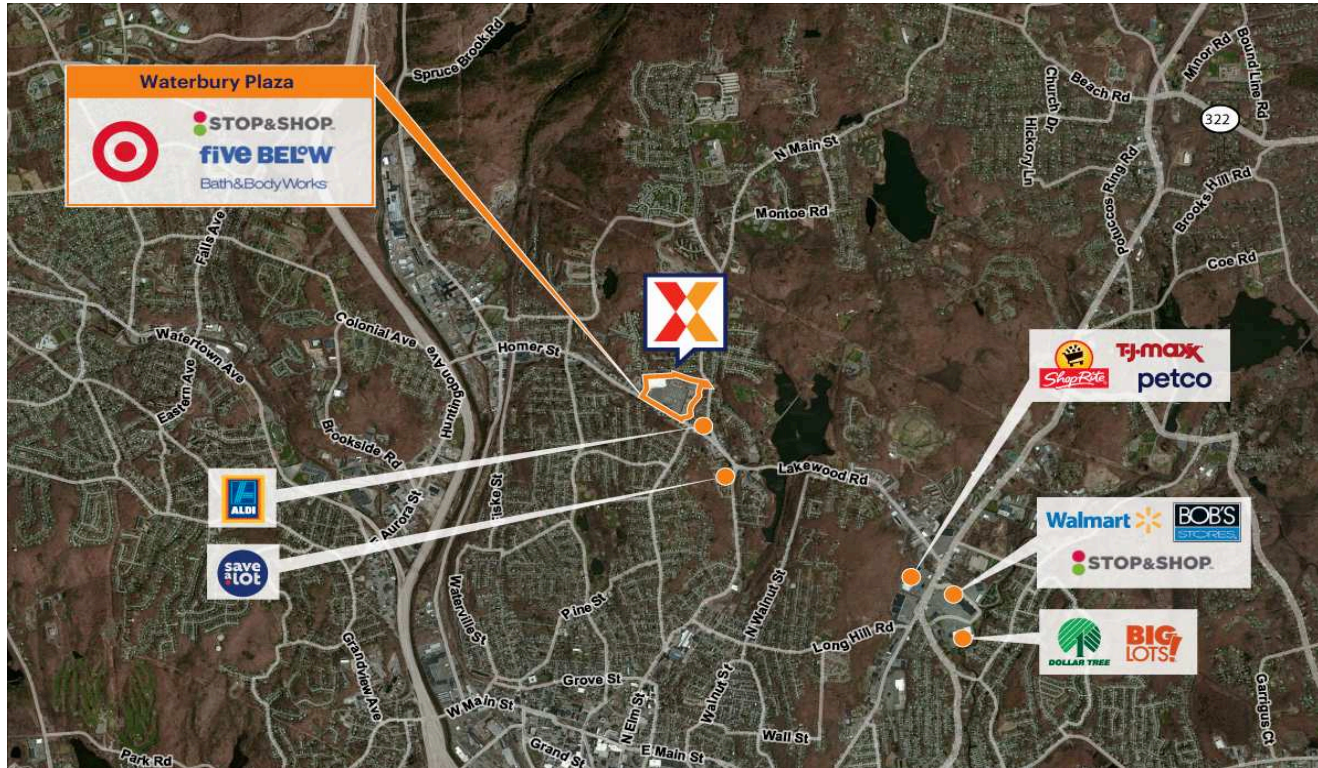 Spruce Brook Rd
Minor Rd
Bound Line Rd
Beach Rd
Church Dr
Hickory Ln
322
Waterbury Plaza
STOP&SHOP
five BELOW
Bath&BodyWorks
N Main St
Montoe Rd
Potuccos Ring Rd
Brooks Hill Rd
Coe Rd
Falls Ave
Watertown Ave
Colonial Ave
Huntingdon Ave
Homer St
Eastern Ave
Brookside Rd
E Aurora St
Fiske St
ShopRite
T·J·maxx
petco
Lakewood Rd
ALDI
save a lot
Walmart
BOB'S STORES
STOP&SHOP
Waterville St
Pine St
N Walnut St
Long Hill Rd
DOLLAR TREE
BIG LOTS!
Grandview Ave
Grove St
Walnut St
W Main St
N Elm St
Wall St
Garrigus Ct
Park Rd
Grand St
E Main St